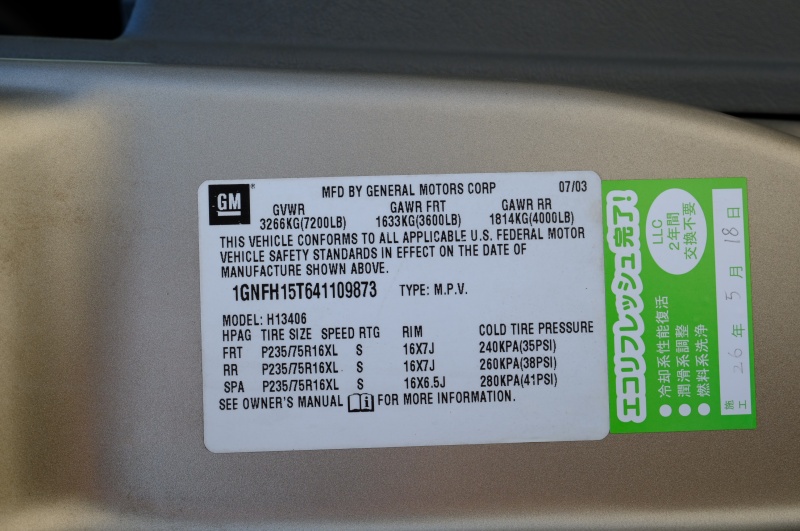 GM
MFD BY GENERAL MOTORS CORP 07/03
GVWR GAWR FRT GAWR RR
3266KG(7200LB) 1633KG(3600LB) 1814KG(4000LB)
THIS VEHICLE CONFORMS TO ALL APPLICABLE U.S. FEDERAL MOTOR
VEHICLE SAFETY STANDARDS IN EFFECT ON THE DATE OF
MANUFACTURE SHOWN ABOVE.
1GNFH15T641109873 TYPE: M.P.V.
MODEL: H13406
HPAG TIRE SIZE SPEED RTG RIM COLD TIRE PRESSURE
FRT P235/75R16XL S 16X7J 240KPA(35PSI)
RR P235/75R16XL S 16X7J 260KPA(38PSI)
SPA P235/75R16XL S 16X6.5J 280KPA(41PSI)
SEE OWNER'S MANUAL FOR MORE INFORMATION.
エコリフレッシュ完了!
LLC
2年間
交換不要
●冷却系性能復活
●潤滑系調整
●燃料系洗浄
施工 26年5月18日